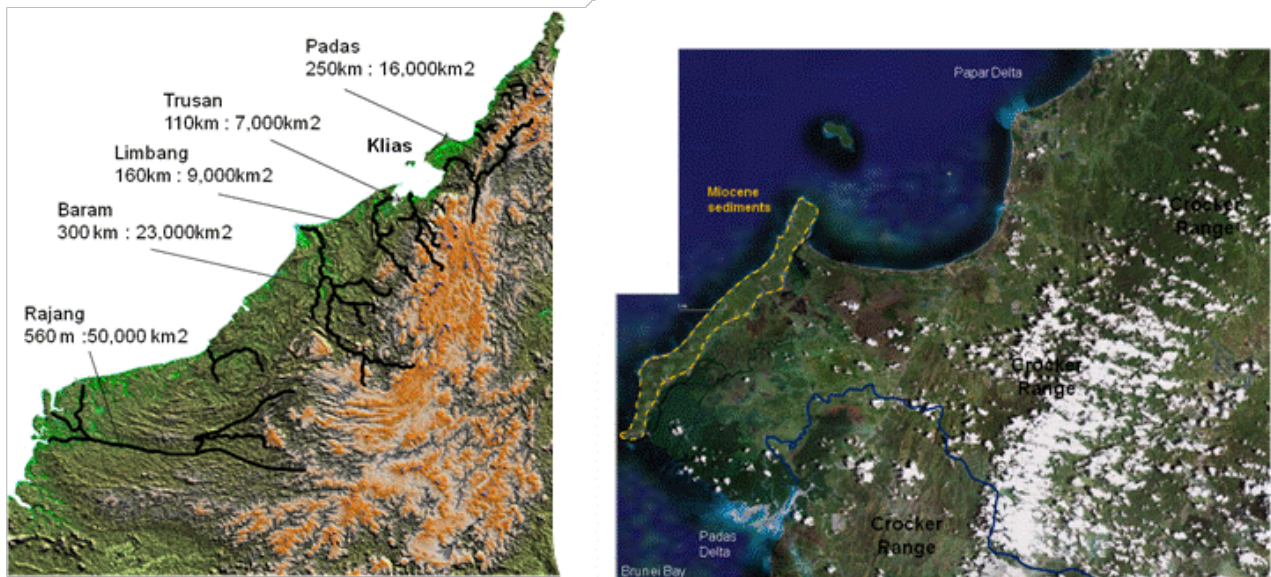 Padas
250km : 16,000km2
Trusan
110km : 7,000km2
Klias
Limbang
160km : 9,000km2
Baram
300 km : 23,000km2
Rajang
560 m :50,000 km2
Papar Delta
Miocene
sediments
Crocker
Range
Crocker
Range
Crocker
Range
Padas
Delta
Brunei Bay